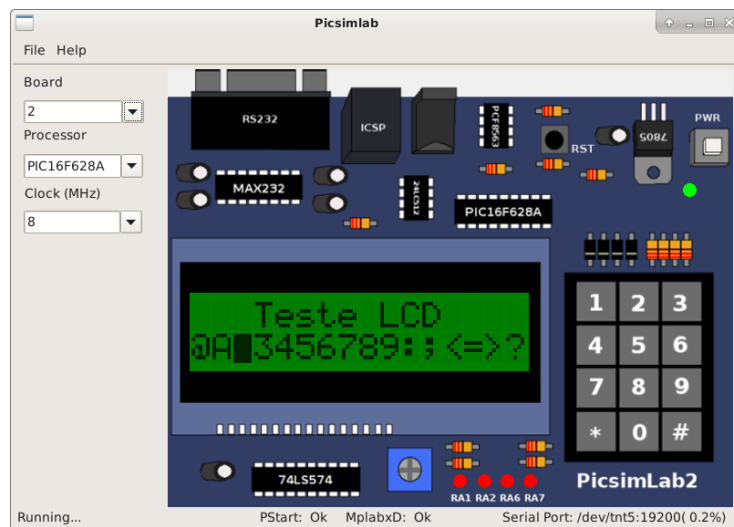 Picsimlab
File Help
Board
2
Processor
PIC16F628A
Clock (MHz)
8
RS232
ICSP
PCF8563
RST
7805
PWR
MAX232
24LC512
PIC16F628A
Teste LCD
@A█3456789:;<=>?
1 2 3
4 5 6
7 8 9
* 0 #
74LS574
RA1 RA2 RA6 RA7
PicsimLab2
Running... PStart: Ok MplabxD: Ok Serial Port: /dev/tnt5:19200( 0.2%)